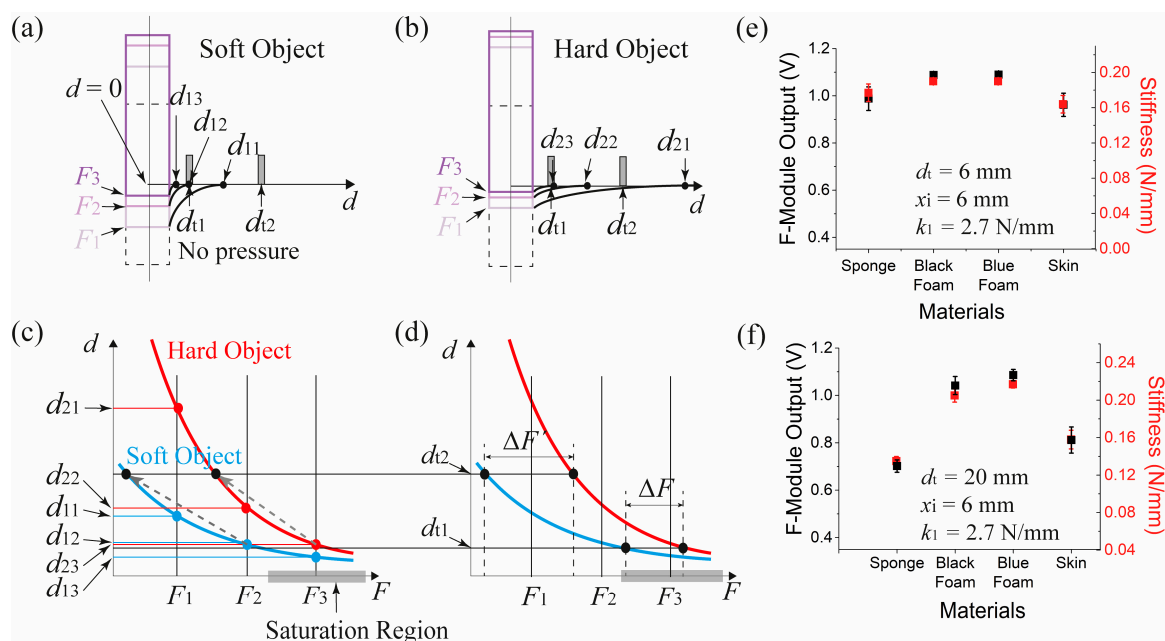 (a)
Soft Object
d = 0
d13
d12
d11
F3
F2
F1
dt1
dt2
d
No pressure
(b)
Hard Object
d23
d22
d21
F3
F2
F1
dt1
dt2
d
(c)
d
Hard Object
Soft Object
d21
d22
d11
d12
d23
d13
F1
F2
F3
F
Saturation Region
(d)
d
ΔF'
ΔF
dt2
dt1
F1
F2
F3
F
(e)
F-Module Output (V)
1.2
1.0
0.8
0.6
0.4
Stiffness (N/mm)
0.20
0.16
0.12
0.08
0.04
0.00
dt = 6 mm
xi = 6 mm
k1 = 2.7 N/mm
Sponge
Black
Foam
Blue
Foam
Skin
Materials
(f)
F-Module Output (V)
1.2
1.0
0.8
0.6
0.4
Stiffness (N/mm)
0.24
0.20
0.16
0.12
0.08
0.04
dt = 20 mm
xi = 6 mm
k1 = 2.7 N/mm
Sponge
Black
Foam
Blue
Foam
Skin
Materials